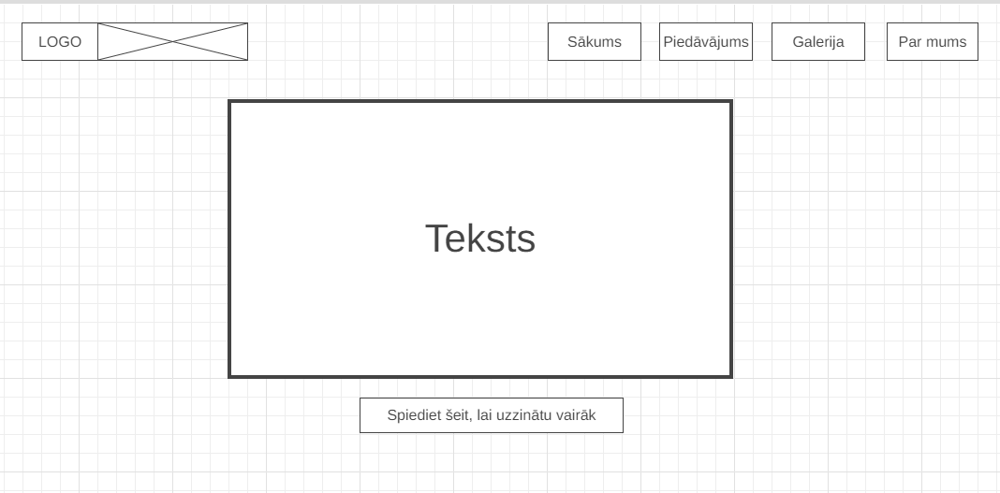 LOGO
Sākums
Piedāvājums
Galerija
Par mums
Teksts
Spiediet šeit, lai uzzinātu vairāk